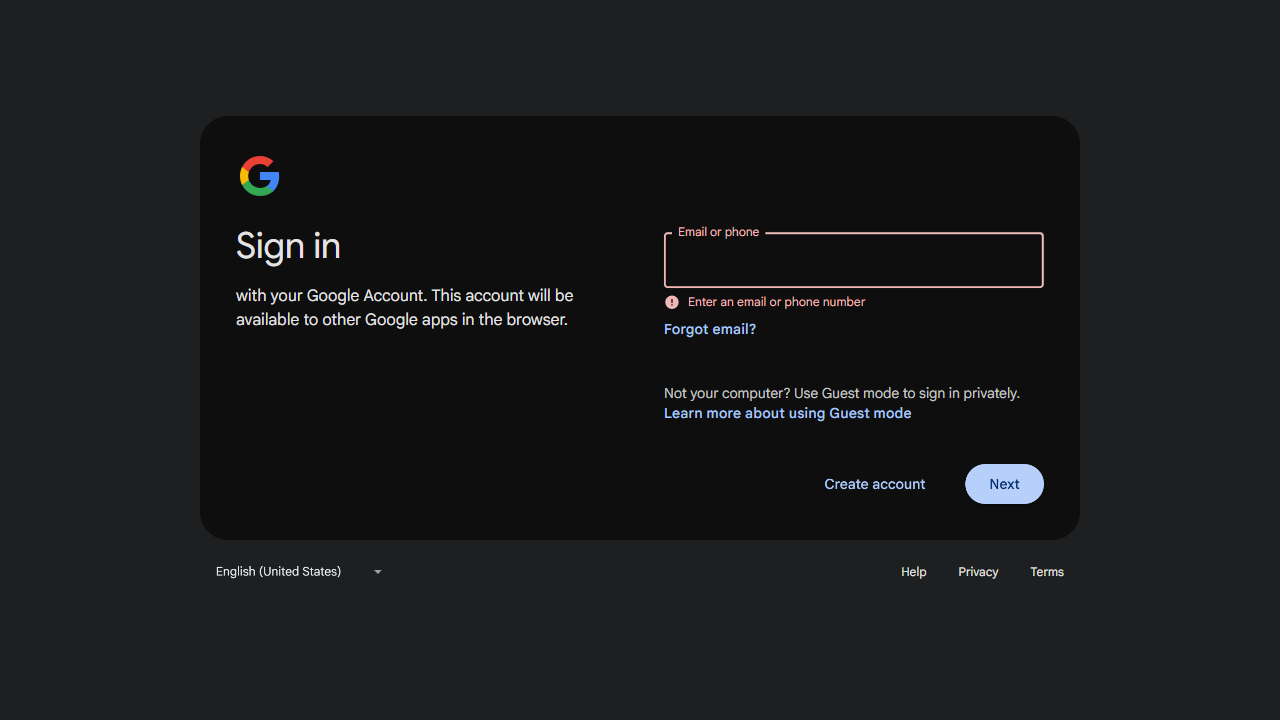 Sign in
with your Google Account. This account will be
available to other Google apps in the browser.
Email or phone
Enter an email or phone number
Forgot email?
Not your computer? Use Guest mode to sign in privately.
Learn more about using Guest mode
Create account
Next
English (United States)
Help
Privacy
Terms